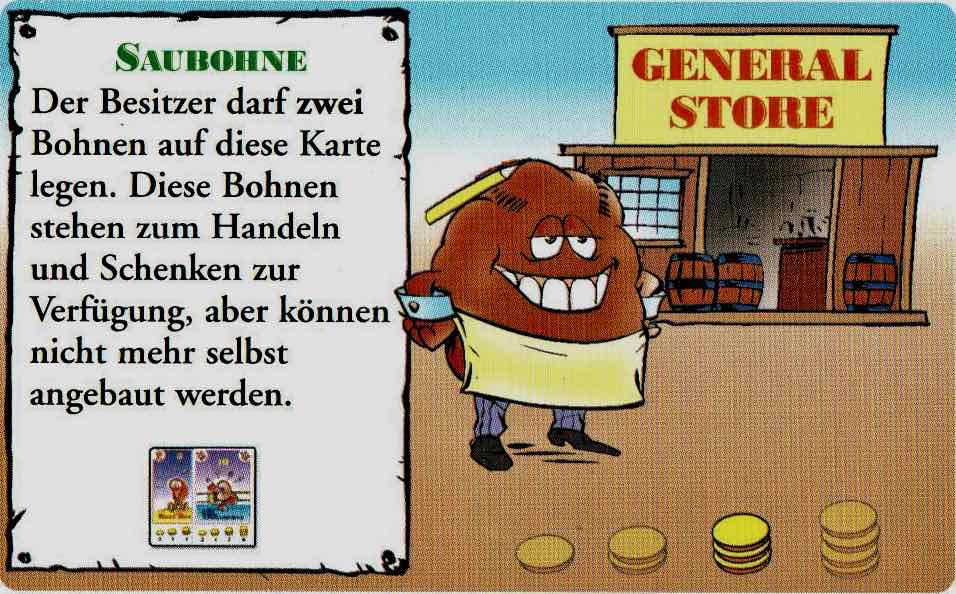 SAUBOHNE
Der Besitzer darf zwei
Bohnen auf diese Karte
legen. Diese Bohnen
stehen zum Handeln
und Schenken zur
Verfügung, aber können
nicht mehr selbst
angebaut werden.
GENERAL
STORE